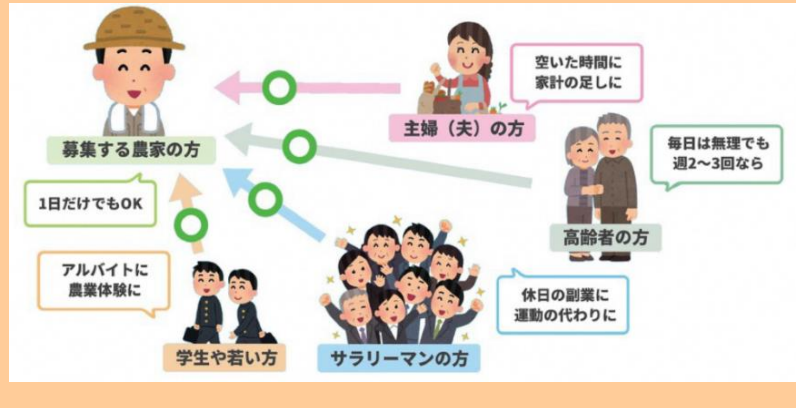 空いた時間に
家計の足しに
主婦（夫）の方
募集する農家の方
毎日は無理でも
週2〜3回なら
1日だけでもOK
高齢者の方
アルバイトに
農業体験に
休日の副業に
運動の代わりに
学生や若い方
サラリーマンの方